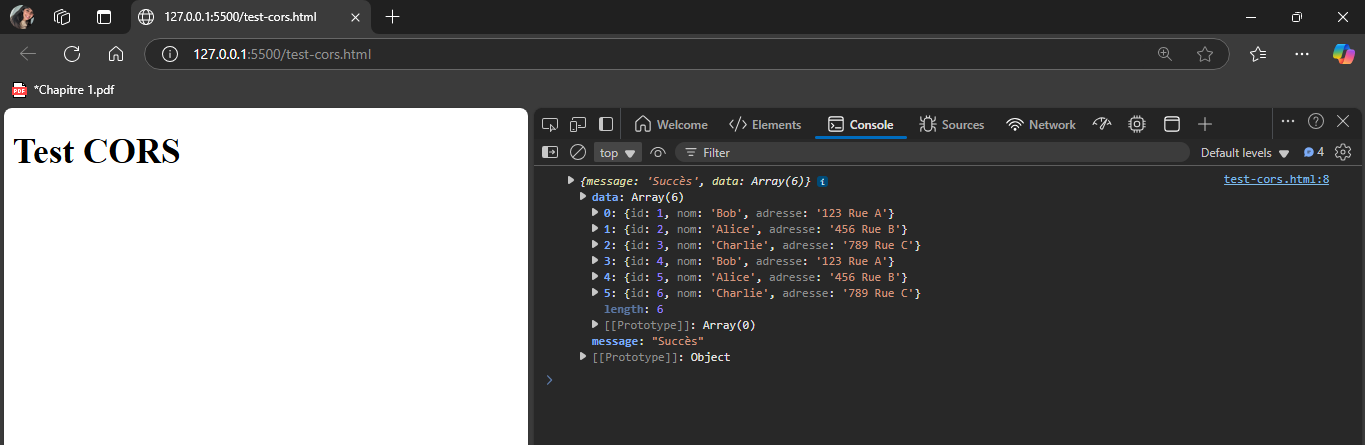 127.0.0.1:5500/test-cors.html
127.0.0.1:5500/test-cors.html
PDF *Chapitre 1.pdf
Test CORS
Welcome Elements Console Sources Network
top Filter Default levels 4
{message: 'Succès', data: Array(6)} i test-cors.html:8
data: Array(6)
0: {id: 1, nom: 'Bob', adresse: '123 Rue A'}
1: {id: 2, nom: 'Alice', adresse: '456 Rue B'}
2: {id: 3, nom: 'Charlie', adresse: '789 Rue C'}
3: {id: 4, nom: 'Bob', adresse: '123 Rue A'}
4: {id: 5, nom: 'Alice', adresse: '456 Rue B'}
5: {id: 6, nom: 'Charlie', adresse: '789 Rue C'}
length: 6
[[Prototype]]: Array(0)
message: "Succès"
[[Prototype]]: Object